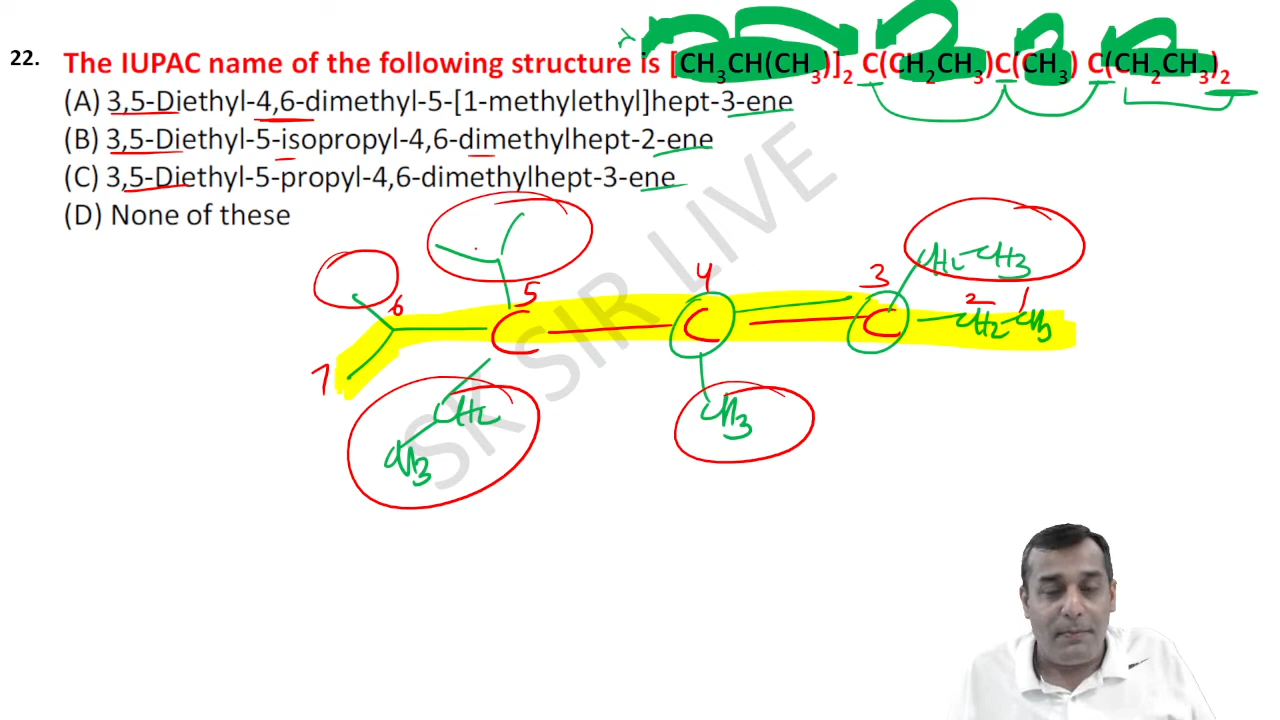 22. The IUPAC name of the following structure is [CH3CH(CH3)]2 C(CH2CH3)C(CH3) C(CH2CH3)2
(A) 3,5-Diethyl-4,6-dimethyl-5-[1-methylethyl]hept-3-ene
(B) 3,5-Diethyl-5-isopropyl-4,6-dimethylhept-2-ene
(C) 3,5-Diethyl-5-propyl-4,6-dimethylhept-3-ene
(D) None of these
CH2-CH3
6 5 4 3 2 1
C C C CH2-CH3
7
CH2 CH3
CH3
SK SIR LIVE